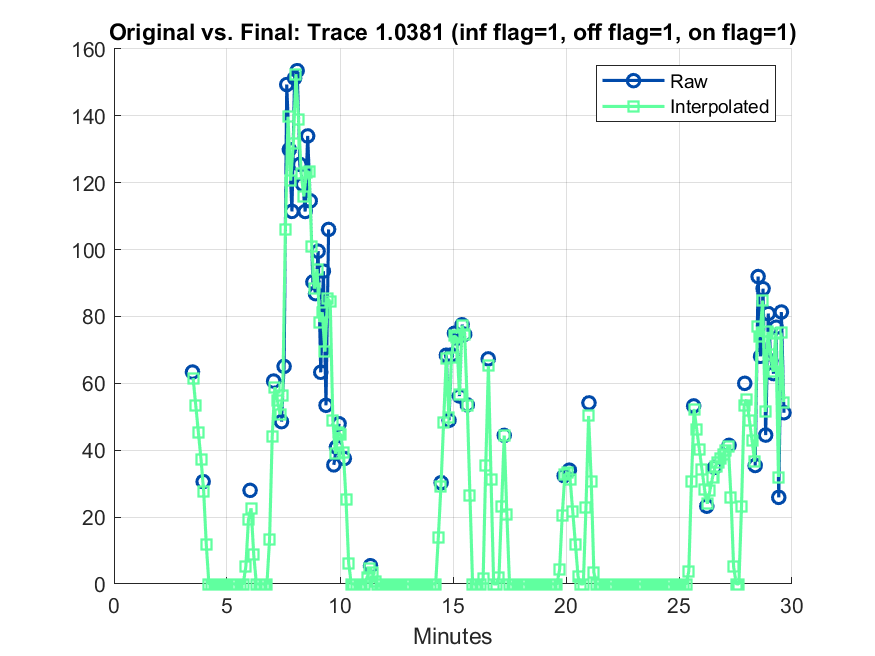 Original vs. Final: Trace 1.0381 (inf flag=1, off flag=1, on flag=1)
160
140
120
100
80
60
40
20
0
Raw
Interpolated
0 5 10 15 20 25 30
Minutes